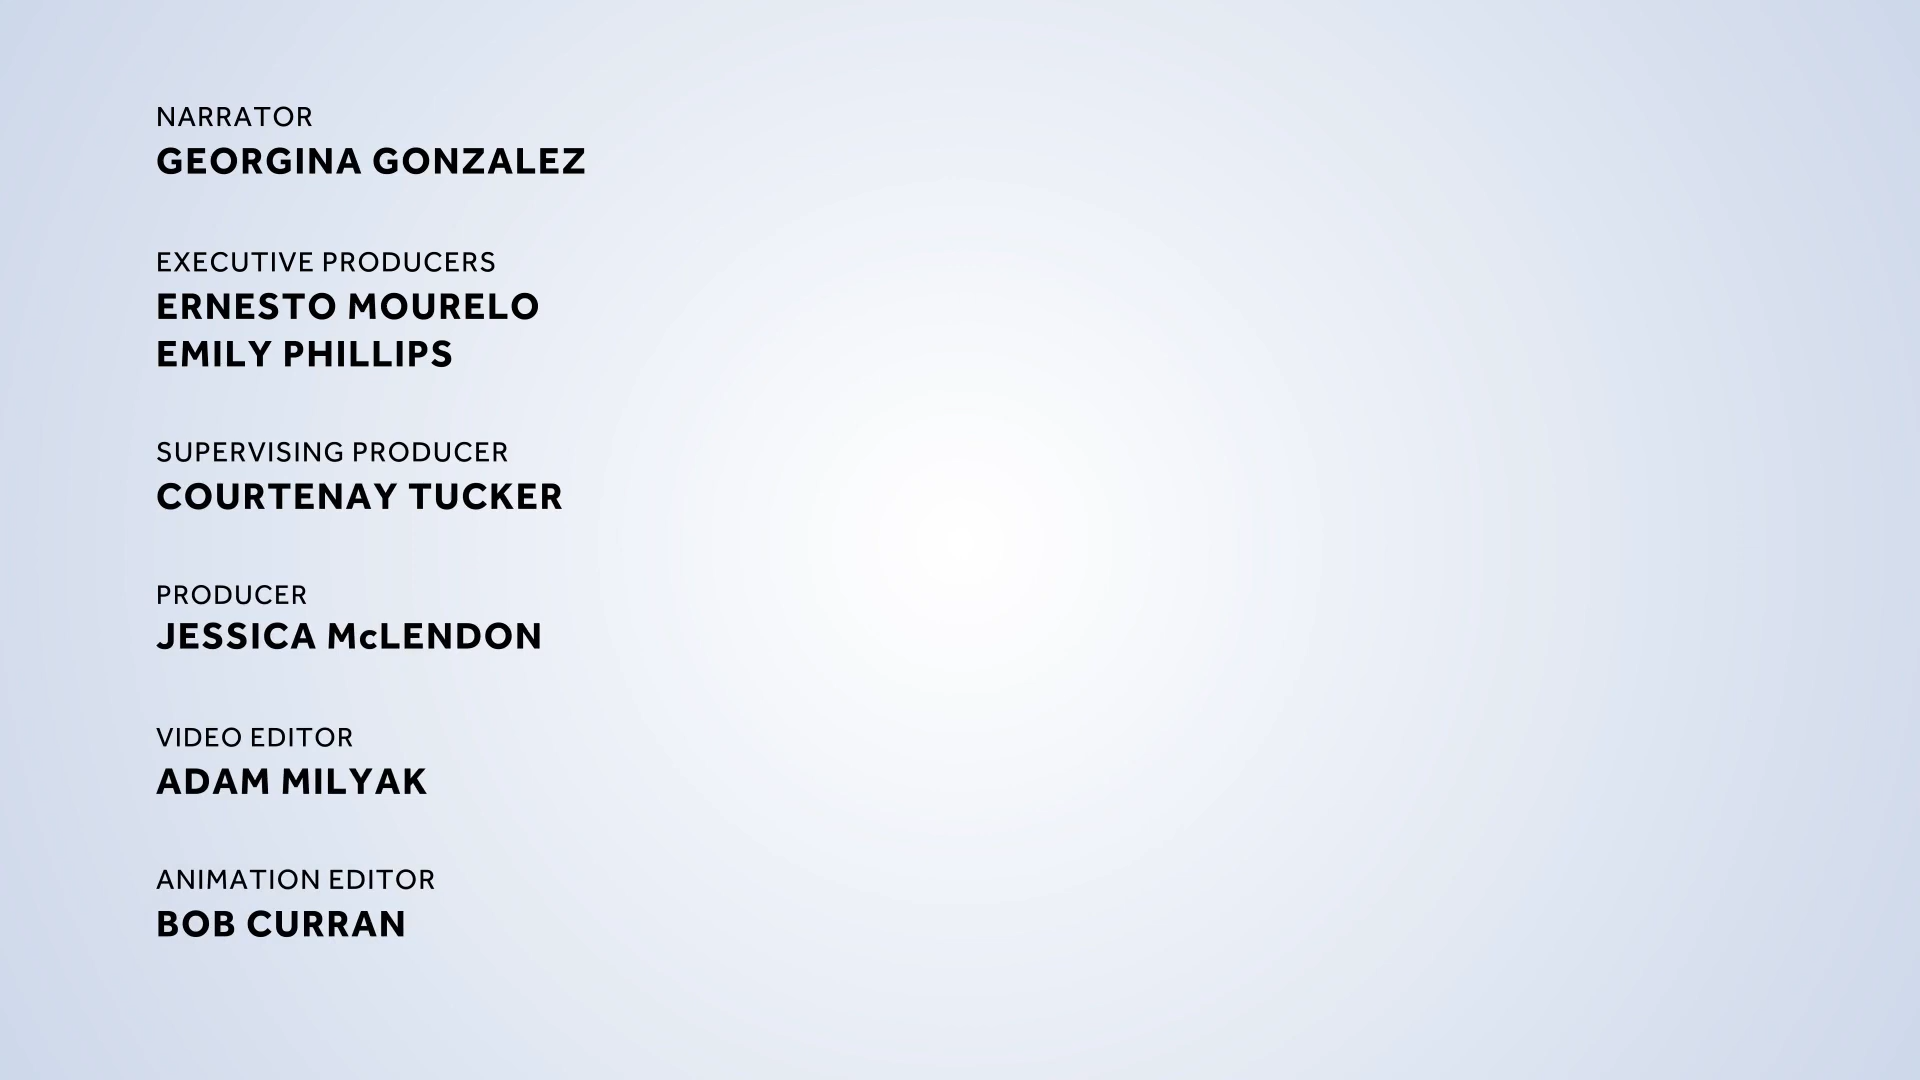 NARRATOR
GEORGINA GONZALEZ
EXECUTIVE PRODUCERS
ERNESTO MOURELO
EMILY PHILLIPS
SUPERVISING PRODUCER
COURTENAY TUCKER
PRODUCER
JESSICA McLENDON
VIDEO EDITOR
ADAM MILYAK
ANIMATION EDITOR
BOB CURRAN